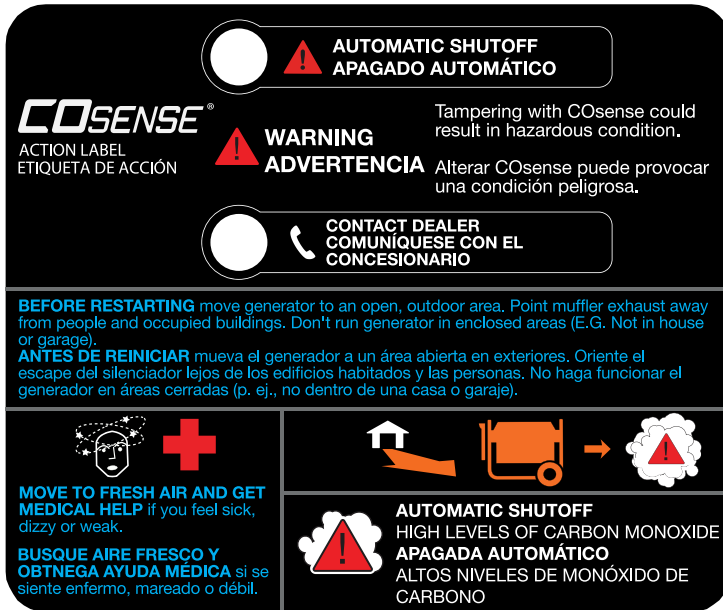 AUTOMATIC SHUTOFF
APAGADO AUTOMÁTICO
COSENSE®
ACTION LABEL
ETIQUETA DE ACCIÓN
WARNING
ADVERTENCIA
Tampering with COsense could
result in hazardous condition.
Alterar COsense puede provocar
una condición peligrosa.
CONTACT DEALER
COMUNÍQUESE CON EL
CONCESIONARIO
BEFORE RESTARTING move generator to an open, outdoor area. Point muffler exhaust away
from people and occupied buildings. Don't run generator in enclosed areas (E.G. Not in house
or garage).
ANTES DE REINICIAR mueva el generador a un área abierta en exteriores. Oriente el
escape del silenciador lejos de los edificios habitados y las personas. No haga funcionar el
generador en áreas cerradas (p. ej., no dentro de una casa o garaje).
MOVE TO FRESH AIR AND GET
MEDICAL HELP if you feel sick,
dizzy or weak.
BUSQUE AIRE FRESCO Y
OBTNEGA AYUDA MÉDICA si se
siente enfermo, mareado o débil.
AUTOMATIC SHUTOFF
HIGH LEVELS OF CARBON MONOXIDE
APAGADA AUTOMÁTICO
ALTOS NIVELES DE MONÓXIDO DE
CARBONO